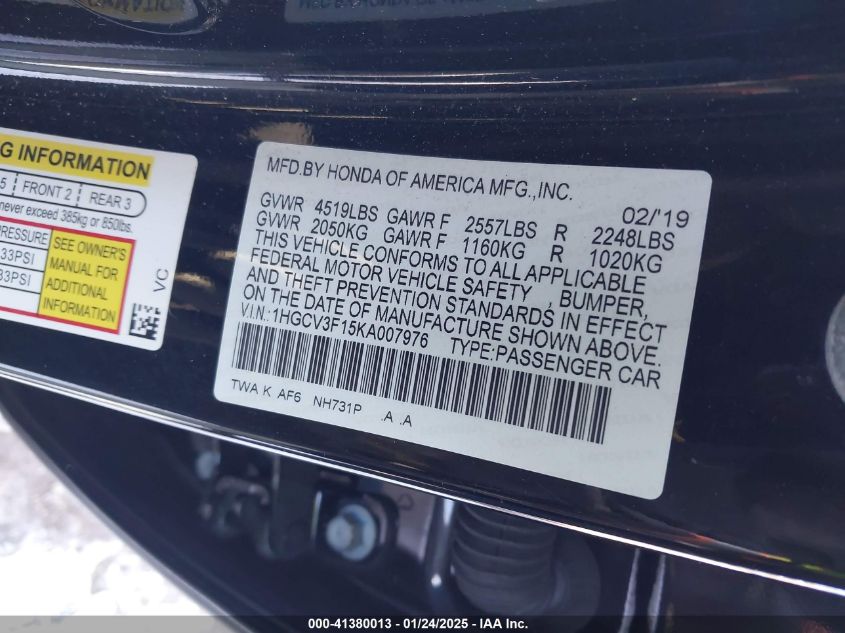 G INFORMATION
5 FRONT 2 REAR 3
never exceed 385kg or 850lbs.
PRESSURE
33PSI
33PSI
SEE OWNER'S
MANUAL FOR
ADDITIONAL
INFORMATION
VC
MFD.BY HONDA OF AMERICA MFG.,INC.
02/'19
GVWR 4519LBS GAWR F 2557LBS R 2248LBS
GVWR 2050KG GAWR F 1160KG R 1020KG
THIS VEHICLE CONFORMS TO ALL APPLICABLE
FEDERAL MOTOR VEHICLE SAFETY , BUMPER,
AND THEFT PREVENTION STANDARDS IN EFFECT
ON THE DATE OF MANUFACTURE SHOWN ABOVE.
V.I.N.: 1HGCV3F15KA007976 TYPE:PASSENGER CAR
TWA K AF6 NH731P .A .A
000-41380013 - 01/24/2025 - IAA Inc.